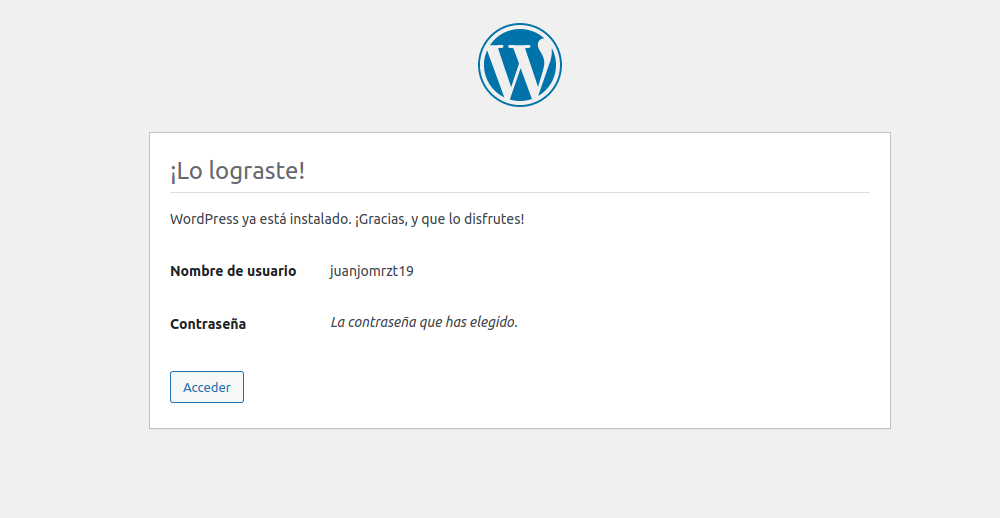 ¡Lo lograste!
WordPress ya está instalado. ¡Gracias, y que lo disfrutes!
Nombre de usuario juanjomrzt19
Contraseña La contraseña que has elegido.
Acceder